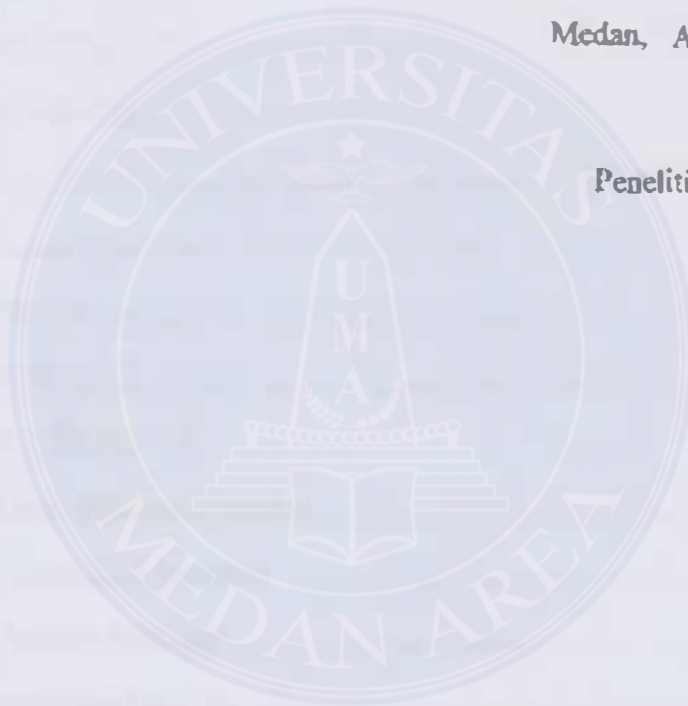 Medan, A
Peneliti
UNIVERSITAS
U
M
A
MEDAN AREA